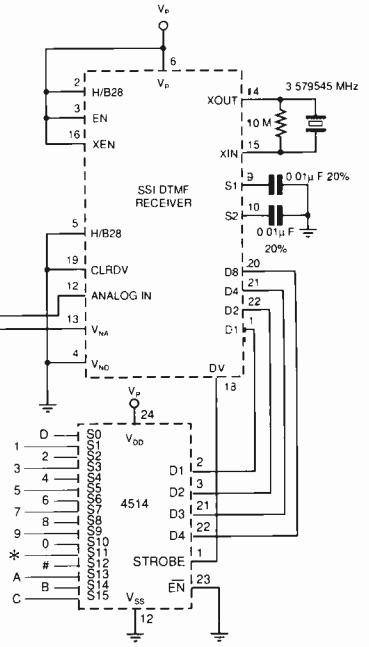 Vp
6
Vp
2 H/B28
3 EN
16 XEN
XOUT 14
3 579545 MHz
10 M
XIN 15
SSI DTMF
RECEIVER
S1 9
0 01µ F 20%
S2 10
0 01µ F
20%
5 H/B28
19 CLRDV
12 ANALOG IN
13 VNA
4 VND
D8 20
D4 21
D2 22
D1 1
DV
18
Vp
24
VDD
4514
D S0
1 S1
2 S2
3 S3
4 S4
5 S5
6 S6
7 S7
8 S8
9 S9
0 S10
* S11
# S12
A S13
B S14
C S15
D1 2
D2 3
D3 21
D4 22
STROBE 1
EN 23
VSS
12